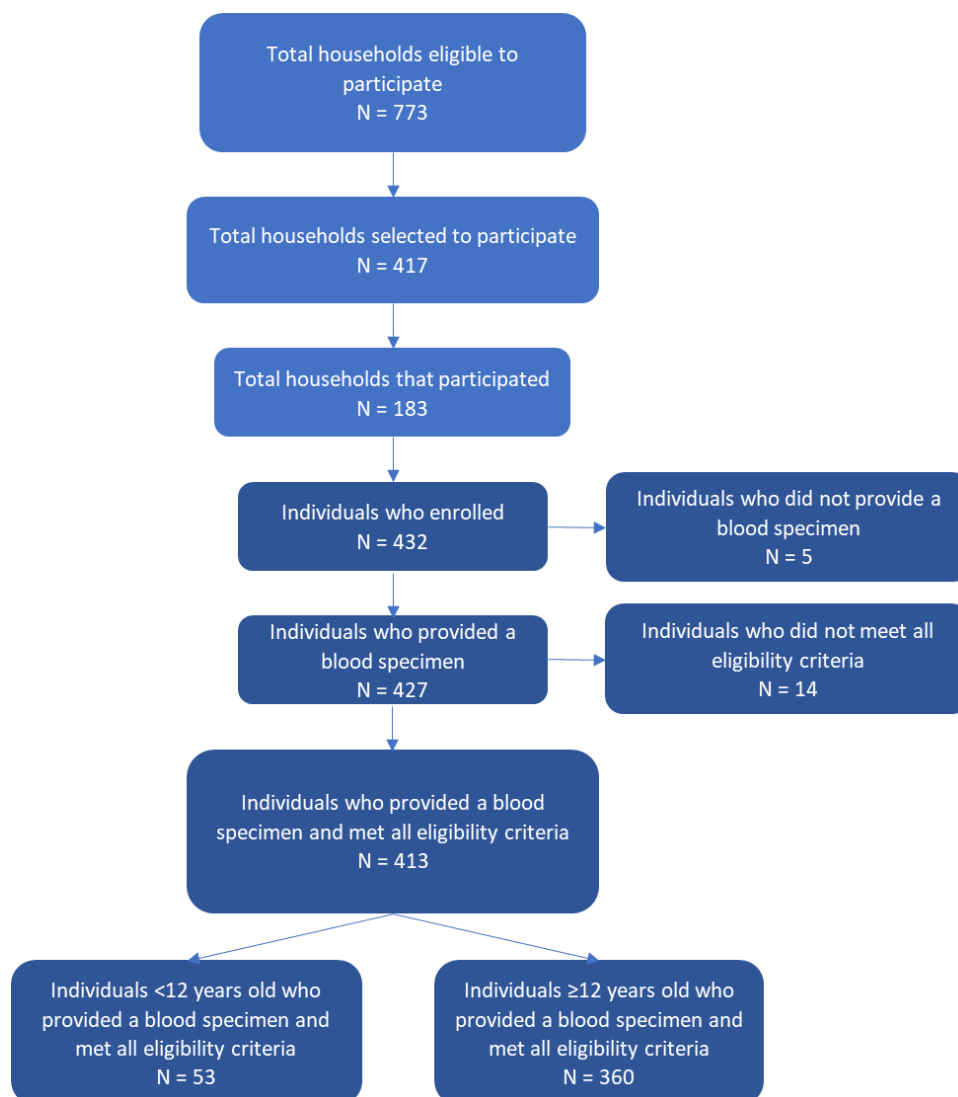 Total households eligible to
participate
N = 773
Total households selected to participate
N = 417
Total households that participated
N = 183
Individuals who enrolled
N = 432
Individuals who did not provide a
blood specimen
N = 5
Individuals who provided a
blood specimen
N = 427
Individuals who did not meet all
eligibility criteria
N = 14
Individuals who provided a blood
specimen and met all eligibility criteria
N = 413
Individuals <12 years old who
provided a blood specimen and
met all eligibility criteria
N = 53
Individuals ≥12 years old who
provided a blood specimen and
met all eligibility criteria
N = 360